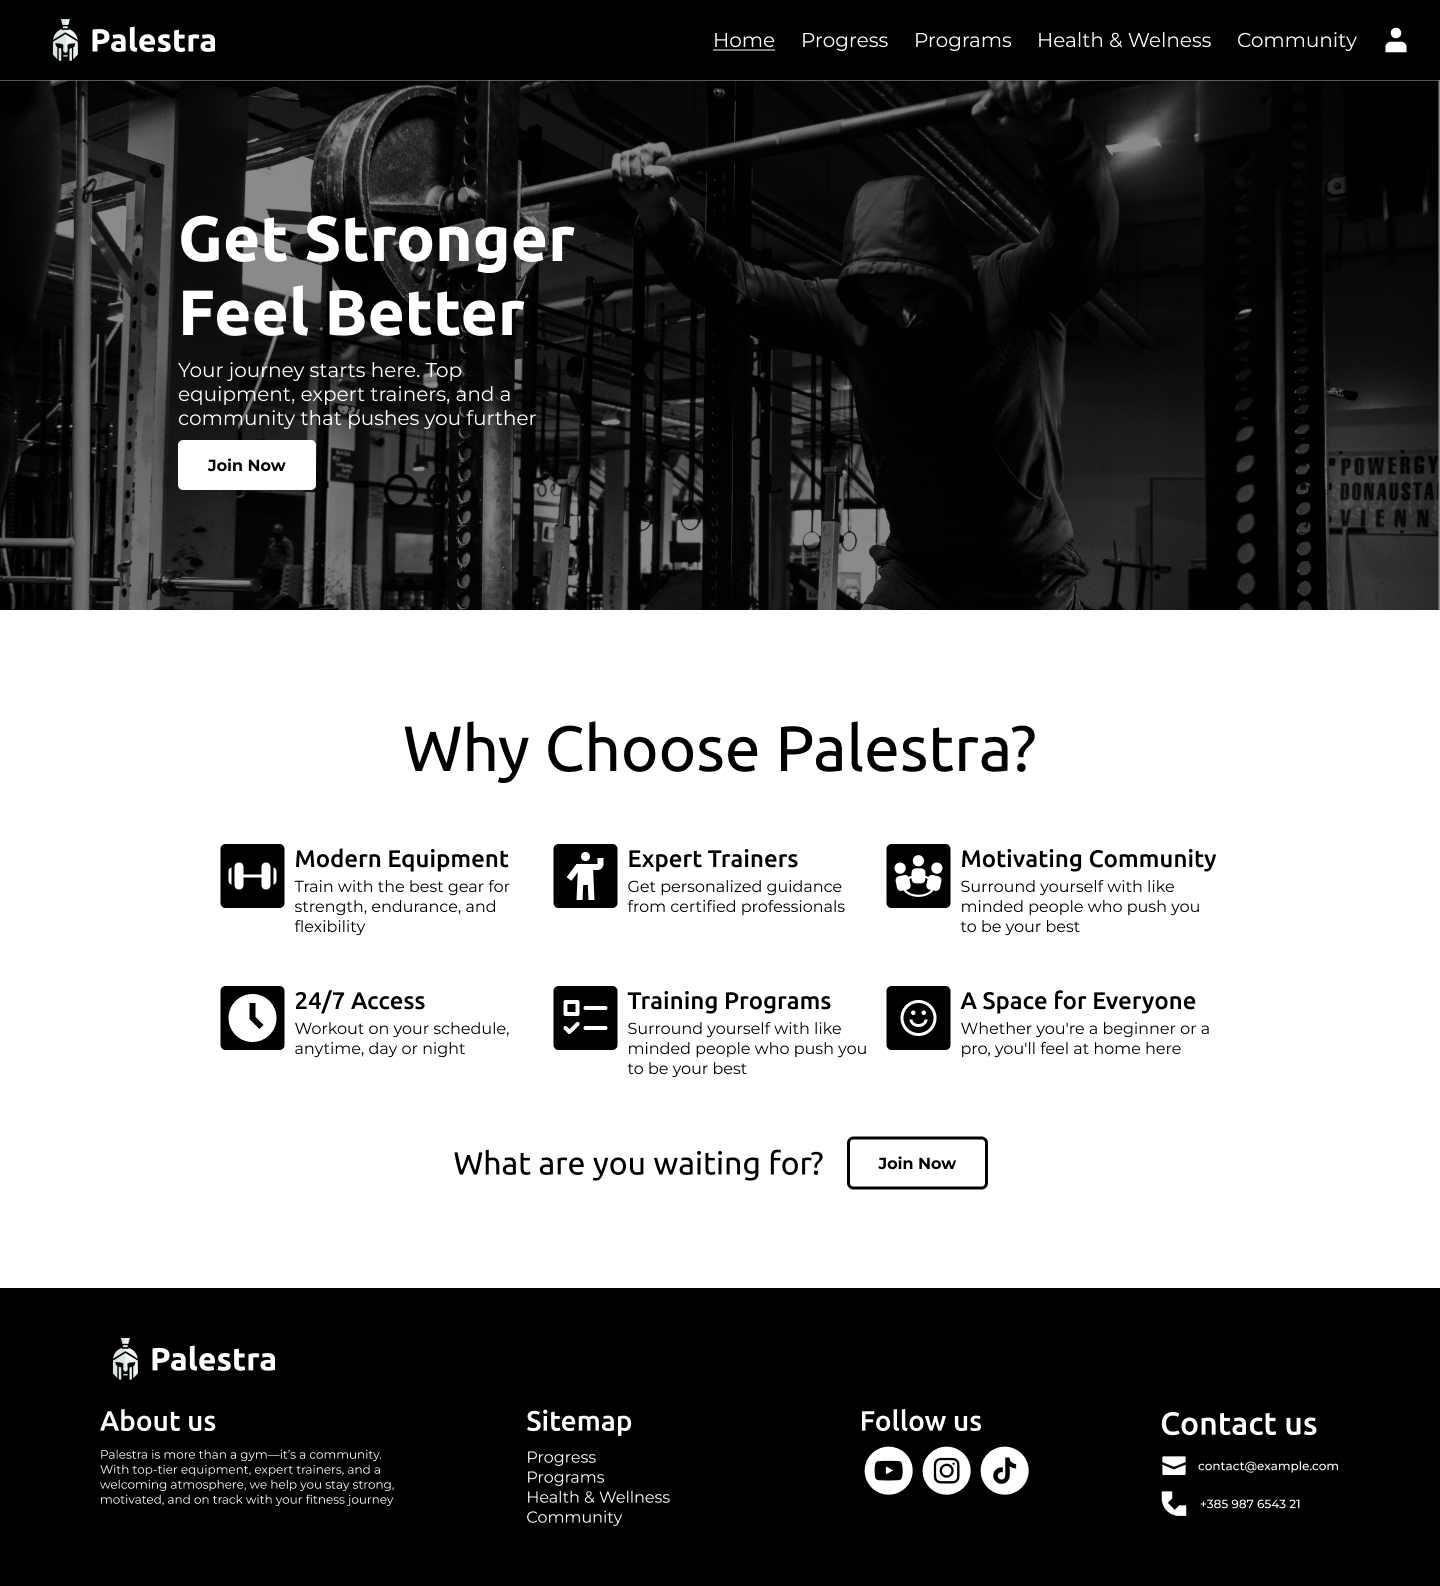 Palestra
Home Progress Programs Health & Welness Community
Get Stronger
Feel Better
Your journey starts here. Top
equipment, expert trainers, and a
community that pushes you further
Join Now
POWERGY
DONAUSTA
VIENN
Why Choose Palestra?
Modern Equipment
Train with the best gear for
strength, endurance, and
flexibility
Expert Trainers
Get personalized guidance
from certified professionals
Motivating Community
Surround yourself with like
minded people who push you
to be your best
24/7 Access
Workout on your schedule,
anytime, day or night
Training Programs
Surround yourself with like
minded people who push you
to be your best
A Space for Everyone
Whether you're a beginner or a
pro, you'll feel at home here
What are you waiting for?
Join Now
Palestra
About us
Palestra is more than a gym—it's a community.
With top-tier equipment, expert trainers, and a
welcoming atmosphere, we help you stay strong,
motivated, and on track with your fitness journey
Sitemap
Progress
Programs
Health & Wellness
Community
Follow us
Contact us
contact@example.com
+385 987 6543 21